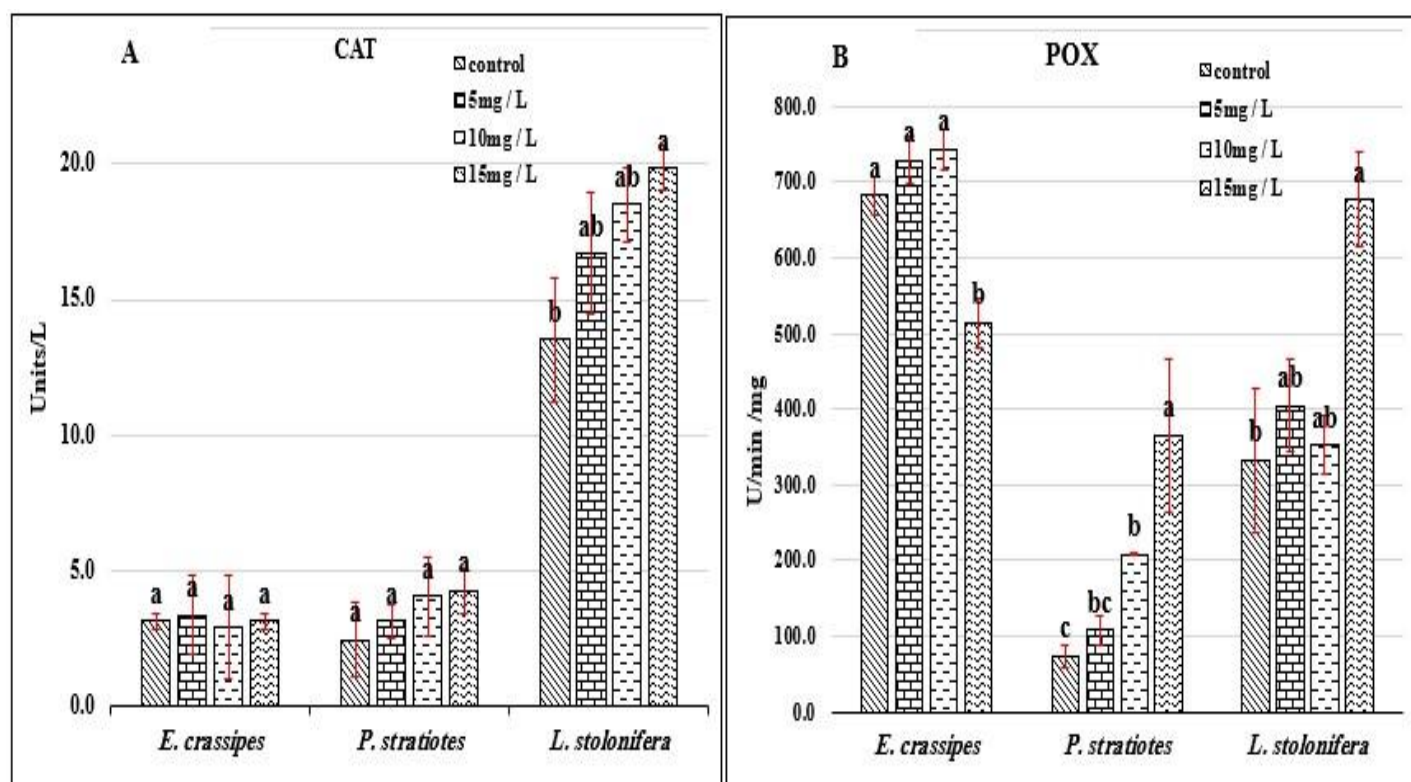 A
CAT
control
5mg / L
10mg / L
15mg / L
20.0
15.0
10.0
5.0
0.0
Units/L
a
a
a
a
a
a
a
a
b
ab
ab
a
E. crassipes
P. stratiotes
L. stolonifera
B
POX
control
5mg / L
10mg / L
15mg / L
800.0
700.0
600.0
500.0
400.0
300.0
200.0
100.0
0.0
U/min /mg
a
a
a
b
c
bc
b
a
b
ab
ab
a
E. crassipes
P. stratiotes
L. stolonifera